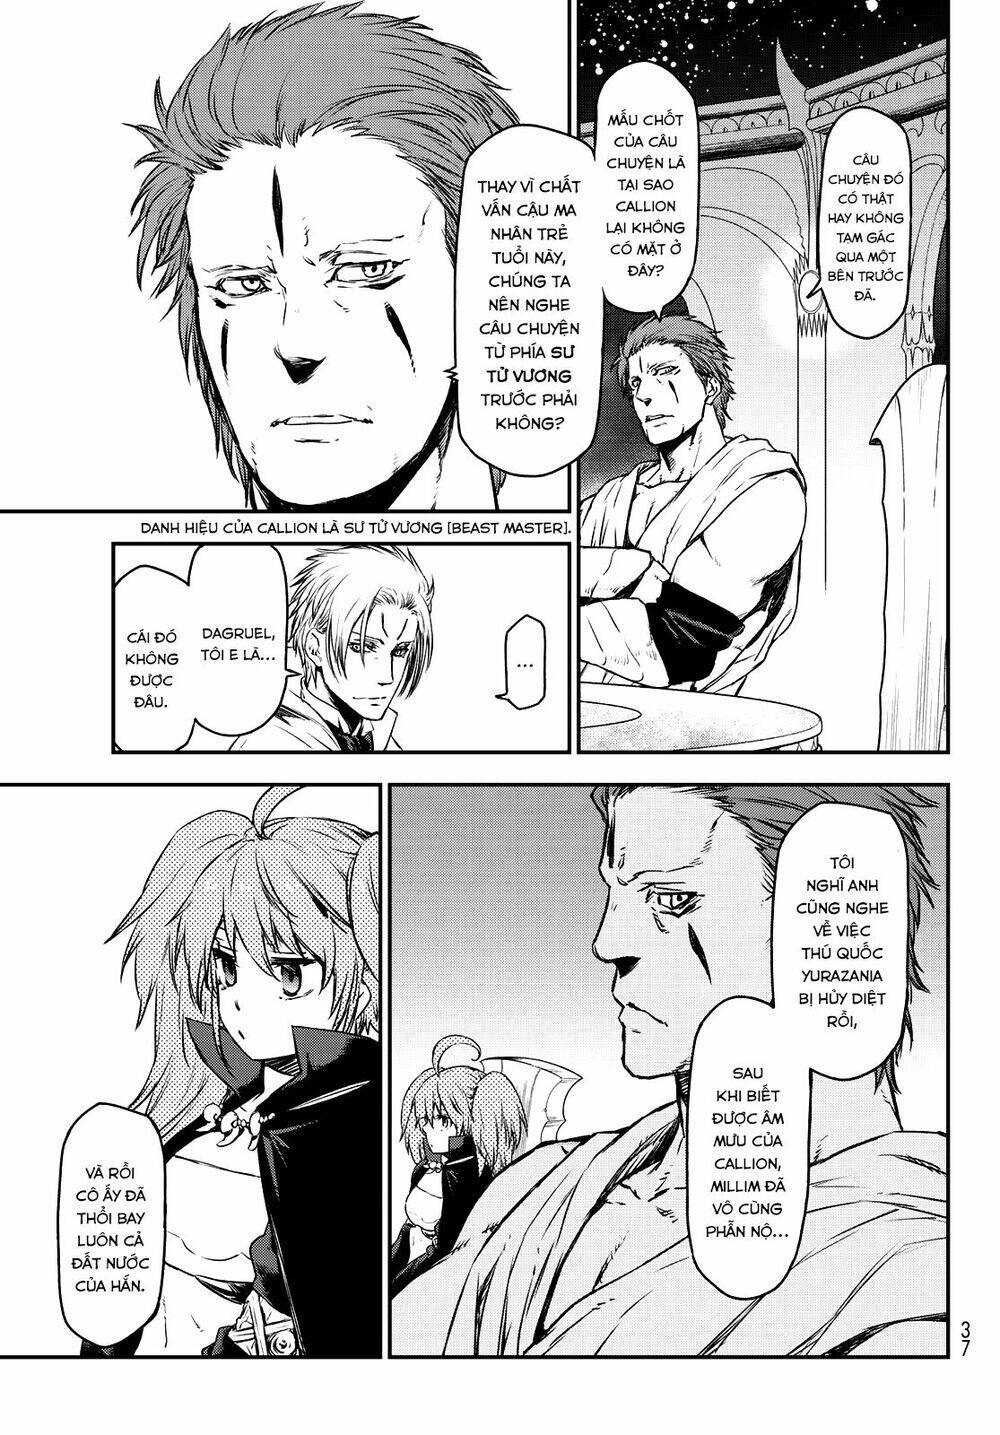 CÂU
CHUYỆN ĐÓ
CÓ THẬT
HAY KHÔNG
TẠM GÁC
QUA MỘT
BÊN TRƯỚC
ĐÃ.
MẤU CHỐT
CỦA CÂU
CHUYỆN LÀ
TẠI SAO
CALLION
LẠI KHÔNG
CÓ MẶT Ở
ĐÂY?
THAY VÌ CHẤT
VẤN CẬU MA
NHÂN TRẺ
TUỔI NÀY,
CHÚNG TA
NÊN NGHE
CÂU CHUYỆN
TỪ PHÍA SƯ
TỬ VƯƠNG
TRƯỚC PHẢI
KHÔNG?
DANH HIỆU CỦA CALLION LÀ SƯ TỬ VƯƠNG [BEAST MASTER].
...
DAGRUEL,
TÔI E LÀ...
CÁI ĐÓ
KHÔNG
ĐƯỢC
ĐÂU.
TÔI
NGHĨ ANH
CŨNG NGHE
VỀ VIỆC
THÚ QUỐC
YURAZANIA
BỊ HỦY DIỆT
RỒI,
SAU
KHI BIẾT
ĐƯỢC ÂM
MƯU CỦA
CALLION,
MILLIM ĐÃ
VÔ CÙNG
PHẪN NỘ...
VÀ RỒI
CÔ ẤY ĐÃ
THỔI BAY
LUÔN CẢ
ĐẤT NƯỚC
CỦA HẮN.
37